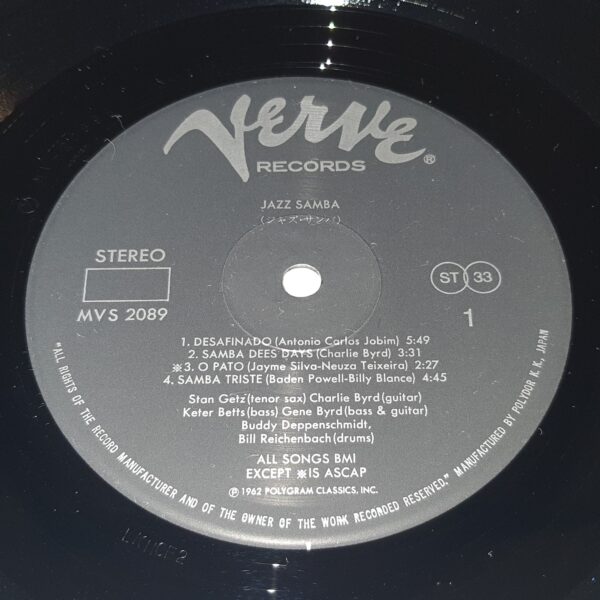 Verve®
RECORDS
JAZZ SAMBA
(ジャズ・サンバ)
STEREO
MVS 2089
ST 33
1
1. DESAFINADO (Antonio Carlos Jobim) 5:49
2. SAMBA DEES DAYS (Charlie Byrd) 3:31
※3. O PATO (Jayme Silva-Neuza Teixeira) 2:27
4. SAMBA TRISTE (Baden Powell-Billy Blance) 4:45
Stan Getz (tenor sax) Charlie Byrd (guitar)
Keter Betts (bass) Gene Byrd (bass & guitar)
Buddy Deppenschmidt,
Bill Reichenbach (drums)
ALL SONGS BMI
EXCEPT ※IS ASCAP
Ⓟ 1962 POLYGRAM CLASSICS, INC.
"ALL RIGHTS OF THE RECORD MANUFACTURER AND OF THE OWNER OF THE WORK RECORDED RESERVED." MANUFACTURED BY POLYDOR K. K., JAPAN